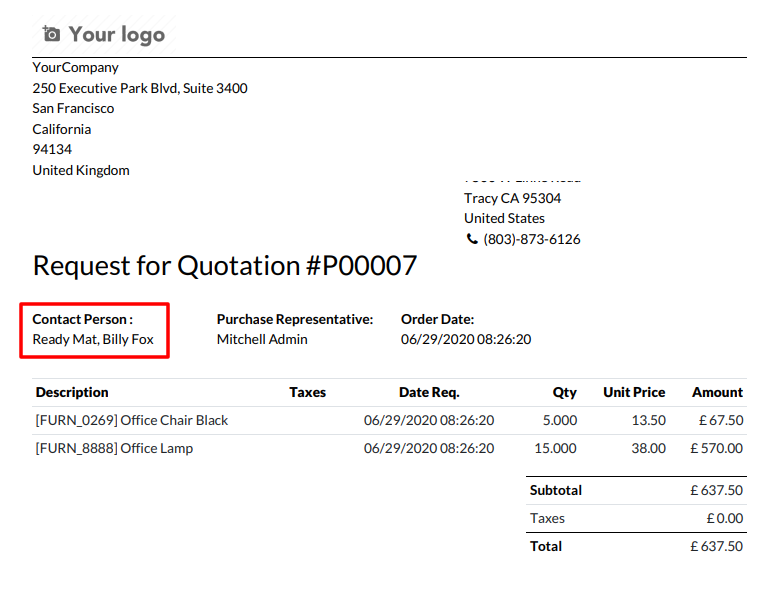 Your logo
YourCompany
250 Executive Park Blvd, Suite 3400
San Francisco
California
94134
United Kingdom
Tracy CA 95304
United States
(803)-873-6126
Request for Quotation #P00007
Contact Person : Purchase Representative: Order Date:
Ready Mat, Billy Fox Mitchell Admin 06/29/2020 08:26:20
Description Taxes Date Req. Qty Unit Price Amount
[FURN_0269] Office Chair Black 06/29/2020 08:26:20 5.000 13.50 £ 67.50
[FURN_8888] Office Lamp 06/29/2020 08:26:20 15.000 38.00 £ 570.00
Subtotal £ 637.50
Taxes £ 0.00
Total £ 637.50